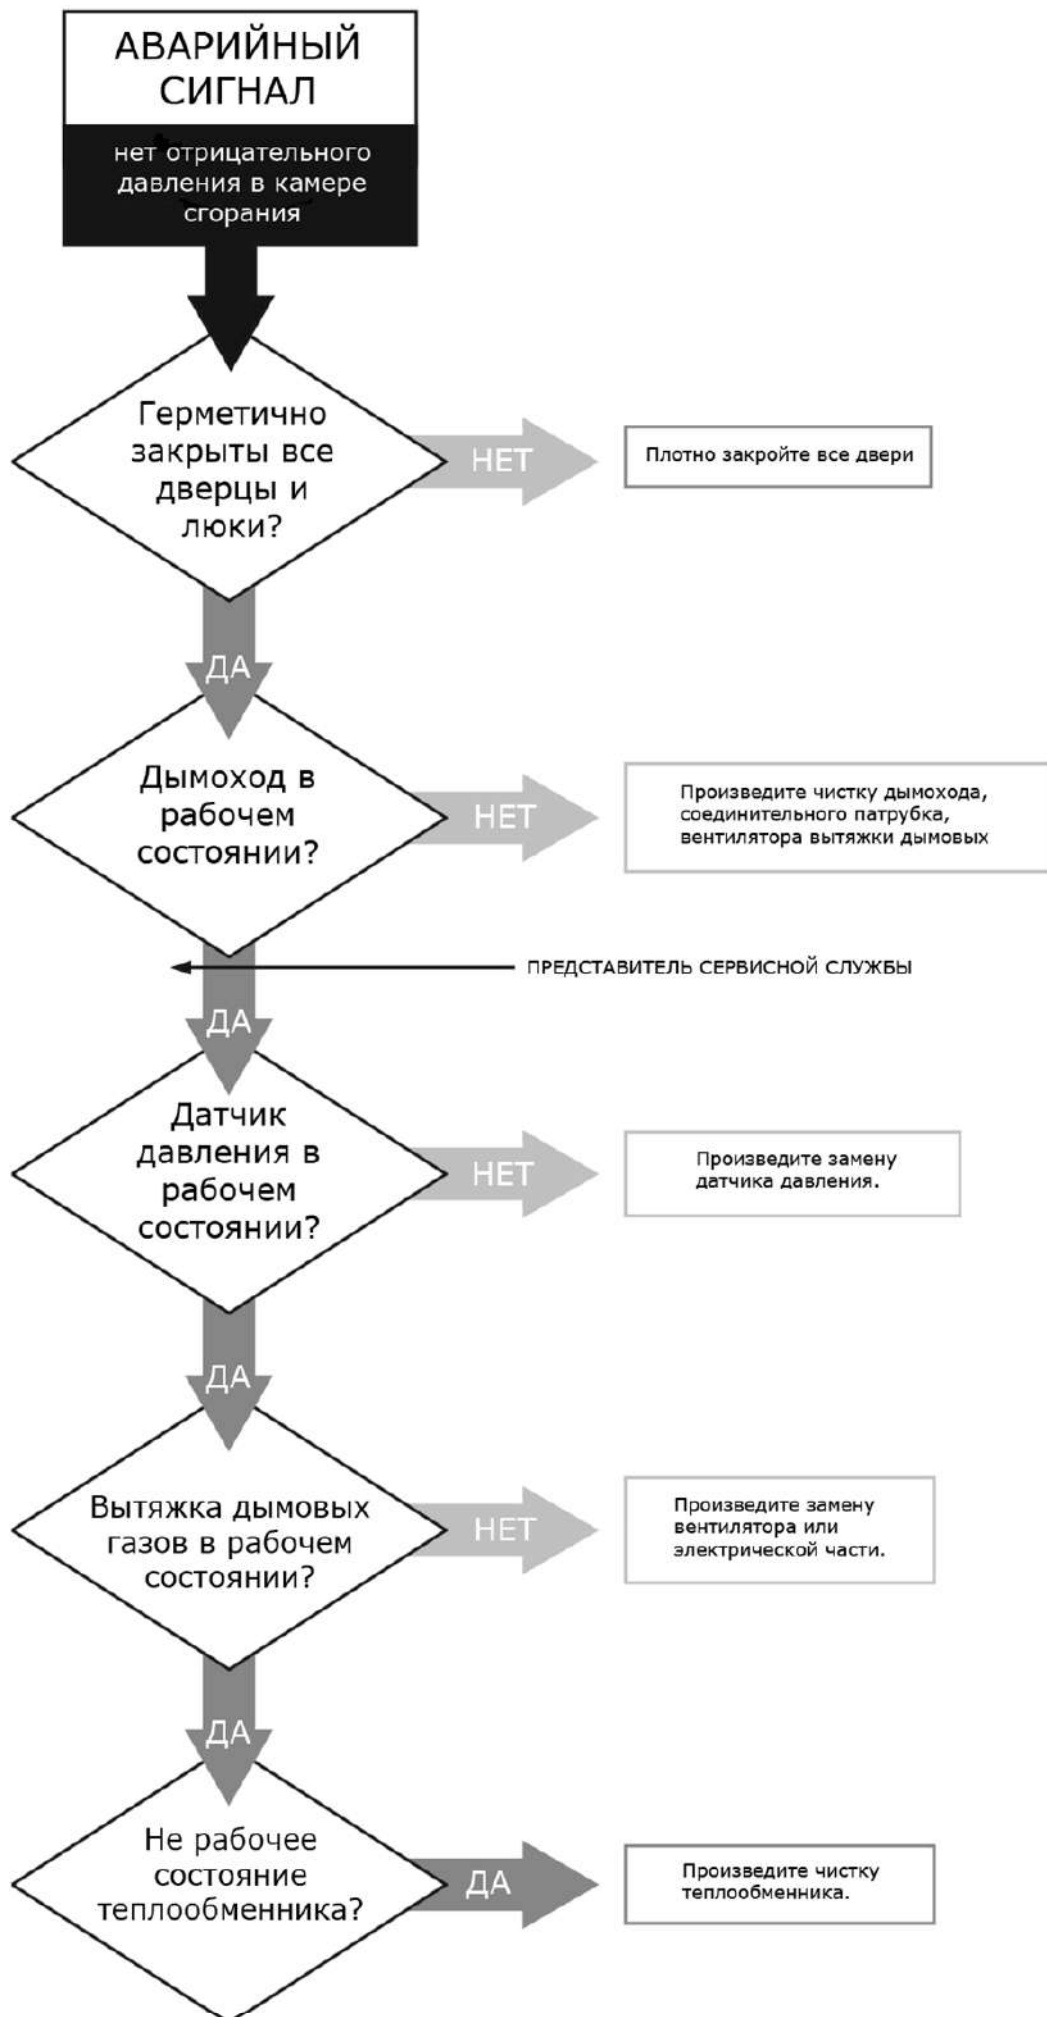 АВАРИЙНЫЙ
СИГНАЛ
нет отрицательного
давления в камере
сгорания
Герметично
закрыты все
дверцы и
люки?
НЕТ
Плотно закройте все двери
ДА
Дымоход в
рабочем
состоянии?
НЕТ
Произведите чистку дымохода,
соединительного патрубка,
вентилятора вытяжки дымовых
ПРЕДСТАВИТЕЛЬ СЕРВИСНОЙ СЛУЖБЫ
ДА
Датчик
давления в
рабочем
состоянии?
НЕТ
Произведите замену
датчика давления.
ДА
Вытяжка дымовых
газов в рабочем
состоянии?
НЕТ
Произведите замену
вентилятора или
электрической части.
ДА
Не рабочее
состояние
теплообменника?
ДА
Произведите чистку
теплообменника.